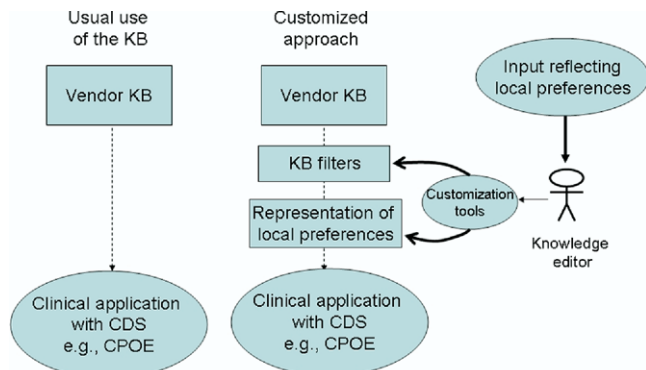 Usual use
of the KB
Vendor KB
Clinical application
with CDS
e.g., CPOE
Customized
approach
Vendor KB
KB filters
Representation of
local preferences
Clinical application
with CDS
e.g., CPOE
Input reflecting
local preferences
Customization
tools
Knowledge
editor